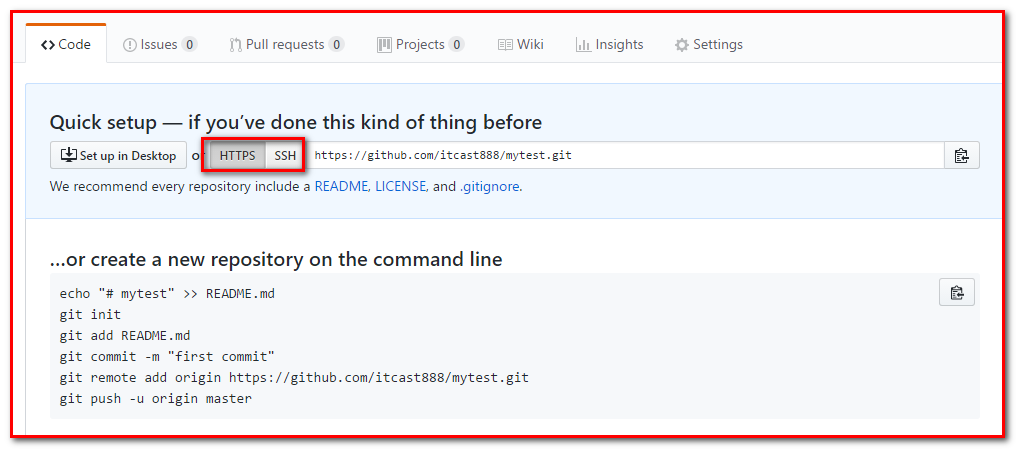 Code Issues 0 Pull requests 0 Projects 0 Wiki Insights Settings
Quick setup — if you’ve done this kind of thing before
Set up in Desktop or HTTPS SSH https://github.com/itcast888/mytest.git
We recommend every repository include a README, LICENSE, and .gitignore.
…or create a new repository on the command line
echo "# mytest" >> README.md
git init
git add README.md
git commit -m "first commit"
git remote add origin https://github.com/itcast888/mytest.git
git push -u origin master